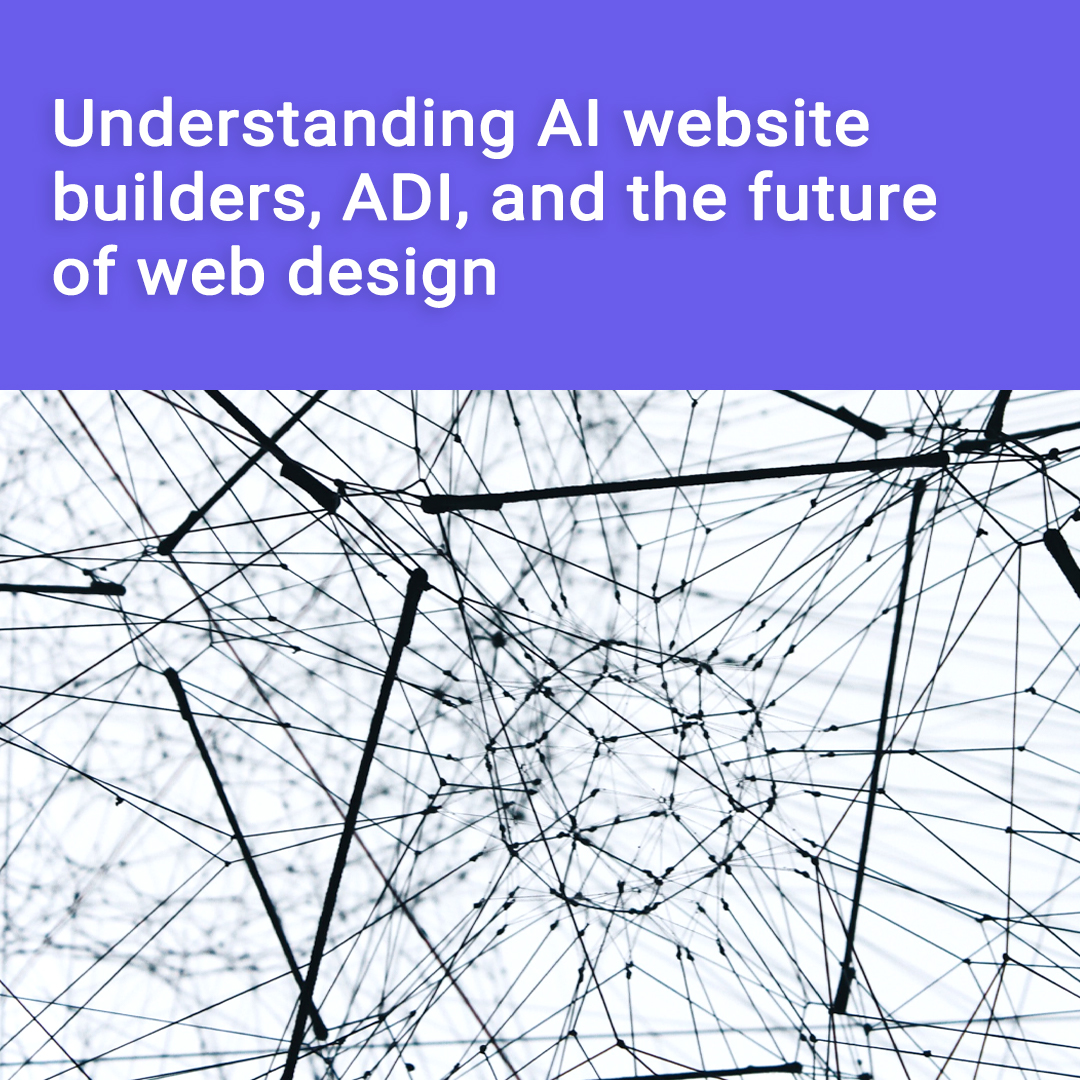 Understanding AI website
builders, ADI, and the future
of web design